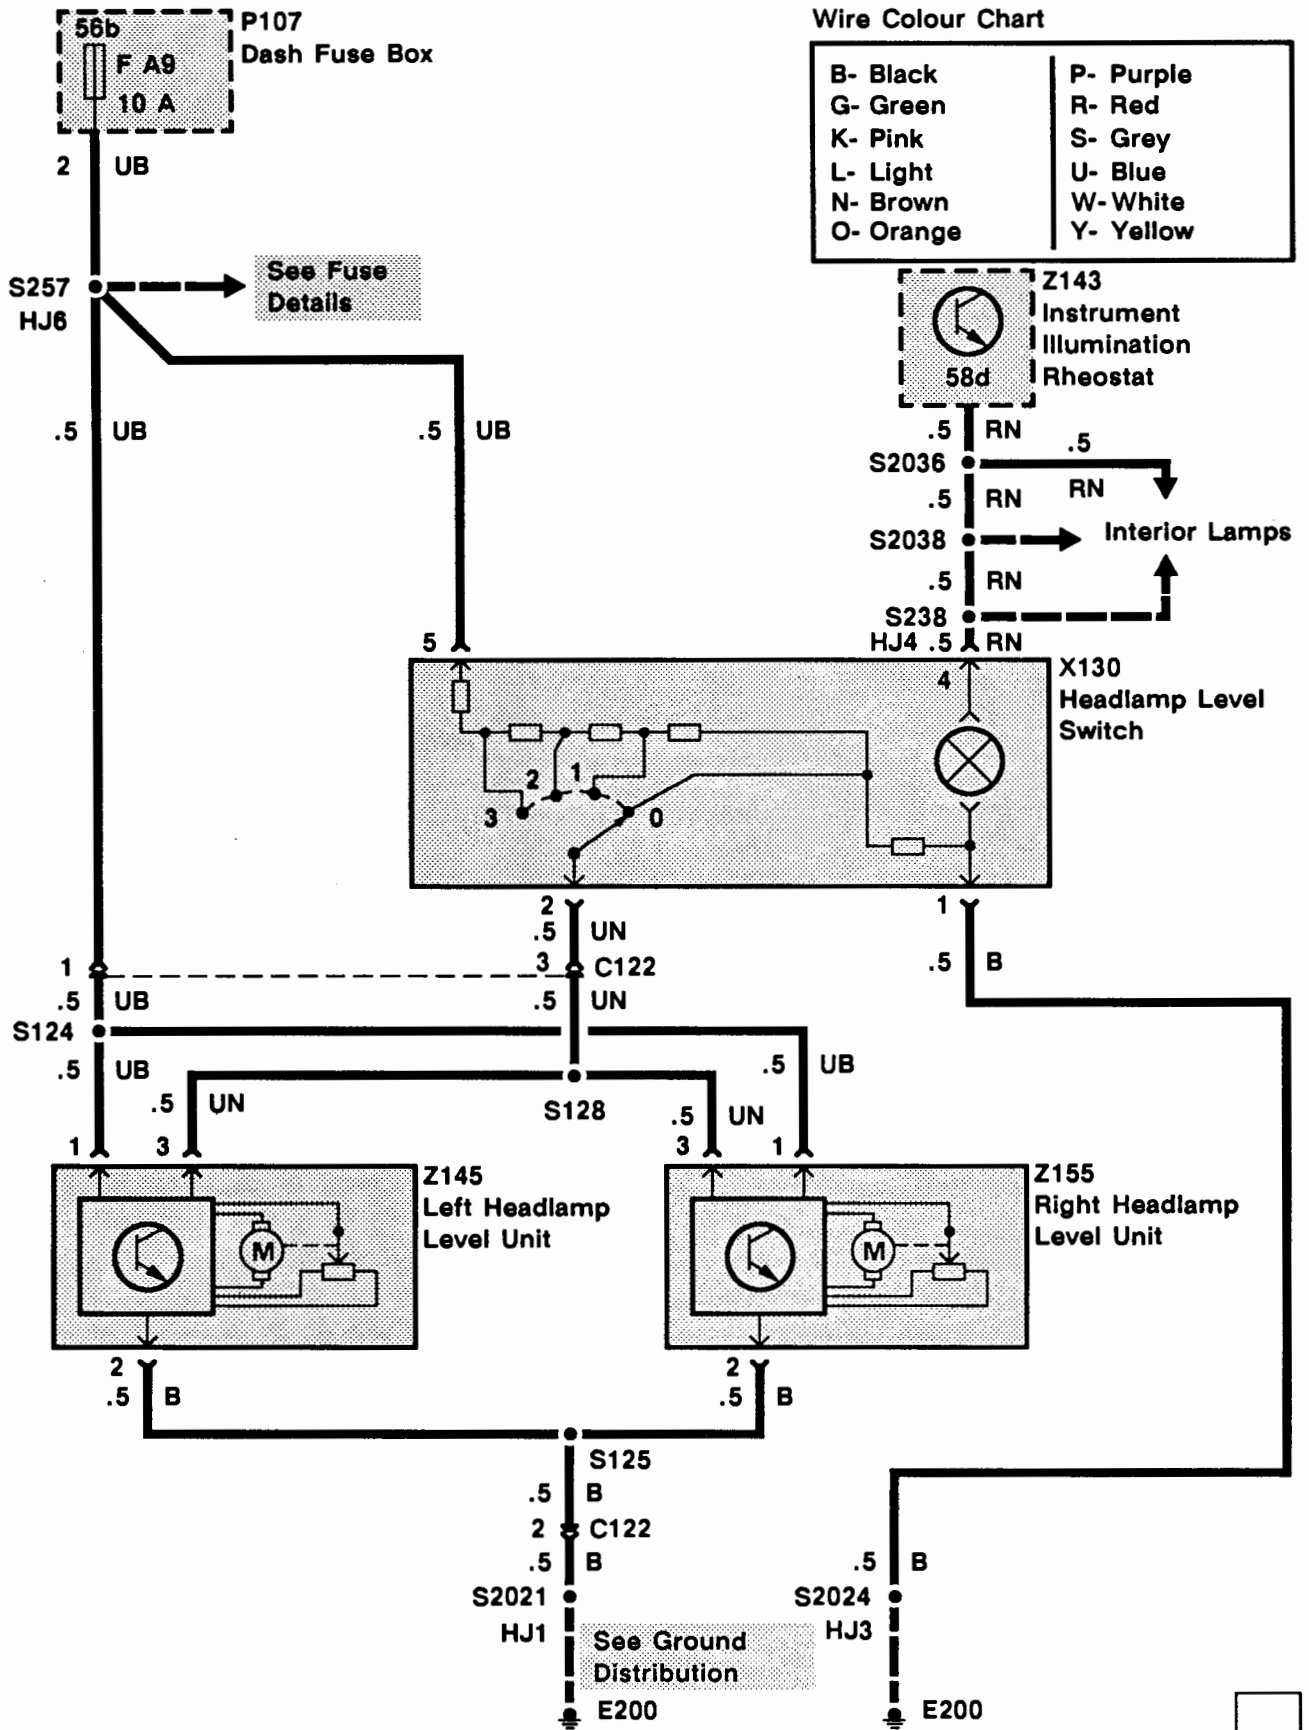 56b
F A9
10 A
P107
Dash Fuse Box
Wire Colour Chart
B- Black
G- Green
K- Pink
L- Light
N- Brown
O- Orange
P- Purple
R- Red
S- Grey
U- Blue
W- White
Y- Yellow
2 UB
S257
HJ6
See Fuse
Details
Z143
Instrument
Illumination
Rheostat
58d
.5 UB
.5 UB
.5 RN
S2036
.5
RN
.5 RN
S2038
Interior Lamps
.5 RN
S238
HJ4 .5 RN
5
4
X130
Headlamp Level
Switch
3
2
1
0
2
.5 UN
1
.5 B
1
3 C122
.5 UB
.5 UN
S124
.5 UB
.5 UN
S128
.5 UN
.5 UB
1 3
3 1
Z145
Left Headlamp
Level Unit
M
Z155
Right Headlamp
Level Unit
M
2
.5 B
2
.5 B
S125
.5 B
2 C122
.5 B
S2021
HJ1
See Ground
Distribution
E200
.5 B
S2024
HJ3
E200